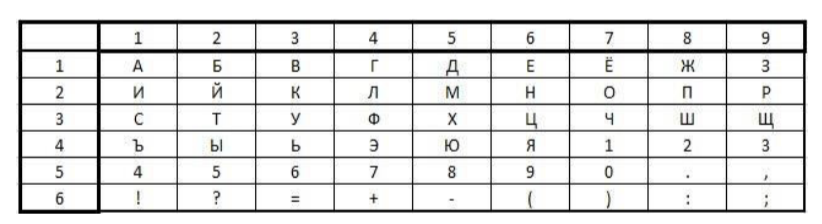 1 2 3 4 5 6 7 8 9
1 А Б В Г Д Е Ё Ж З
2 И Й К Л М Н О П Р
3 С Т У Ф Х Ц Ч Ш Щ
4 Ъ Ы Ь Э Ю Я 1 2 3
5 4 5 6 7 8 9 0 . ,
6 ! ? = + - ( ) : ;